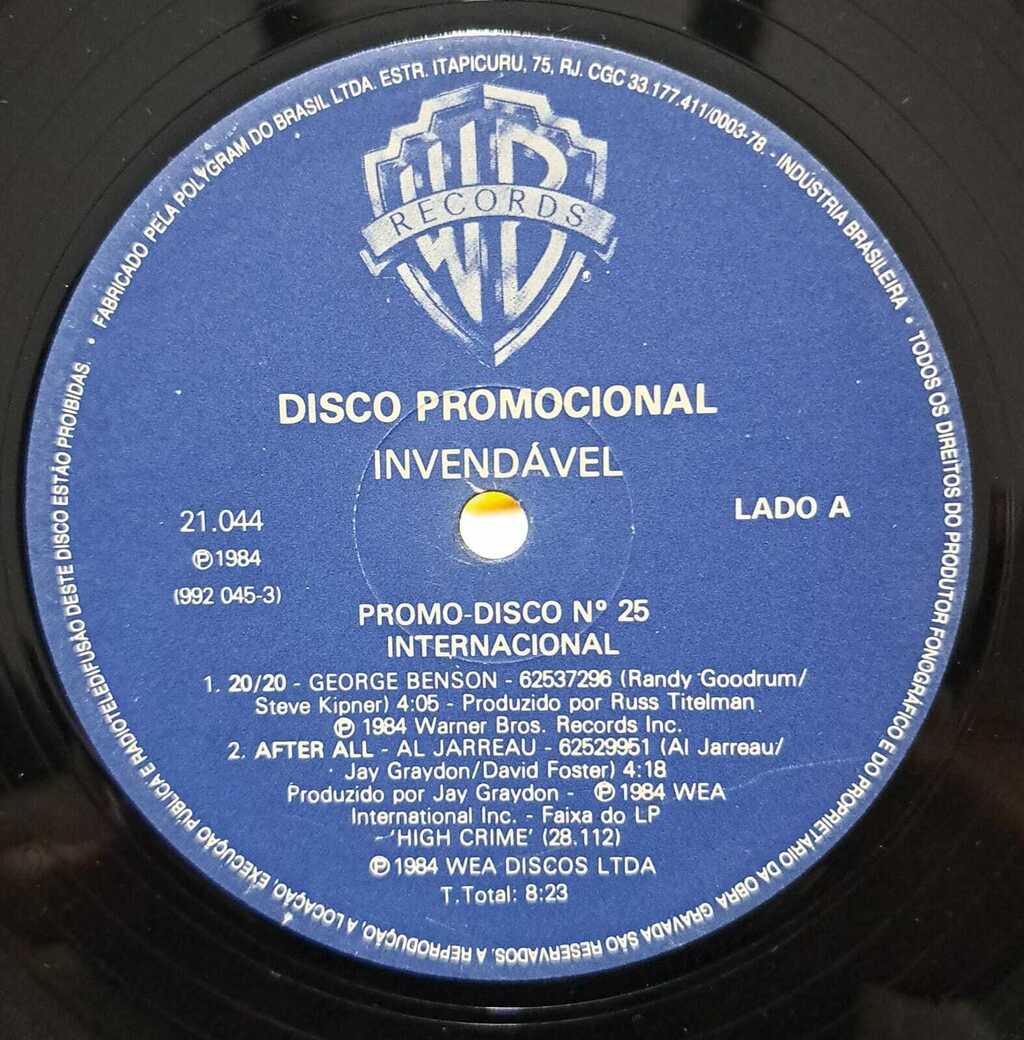 FABRICADO PELA POLYGRAM DO BRASIL LTDA. ESTR. ITAPICURU, 75, RJ. CGC 33.177.411/0003-78. - INDÚSTRIA BRASILEIRA • TODOS OS DIREITOS DO PRODUTOR FONOGRÁFICO E DO PROPRIETÁRIO DA OBRA GRAVADA SÃO RESERVADOS. A REPRODUÇÃO, A LOCAÇÃO, EXECUÇÃO PÚBLICA E RADIOTELEDIFUSÃO DESTE DISCO ESTÃO PROIBIDAS. •
WB
RECORDS
®
DISCO PROMOCIONAL
INVENDÁVEL
LADO A
21.044
℗ 1984
(992 045-3)
PROMO-DISCO Nº 25
INTERNACIONAL
1. 20/20 - GEORGE BENSON - 62537296 (Randy Goodrum/
Steve Kipner) 4:05 - Produzido por Russ Titelman
℗ 1984 Warner Bros. Records Inc.
2. AFTER ALL - AL JARREAU - 62529951 (Al Jarreau/
Jay Graydon/David Foster) 4:18
Produzido por Jay Graydon - ℗ 1984 WEA
International Inc. - Faixa do LP
'HIGH CRIME' (28.112)
℗ 1984 WEA DISCOS LTDA
T.Total: 8:23